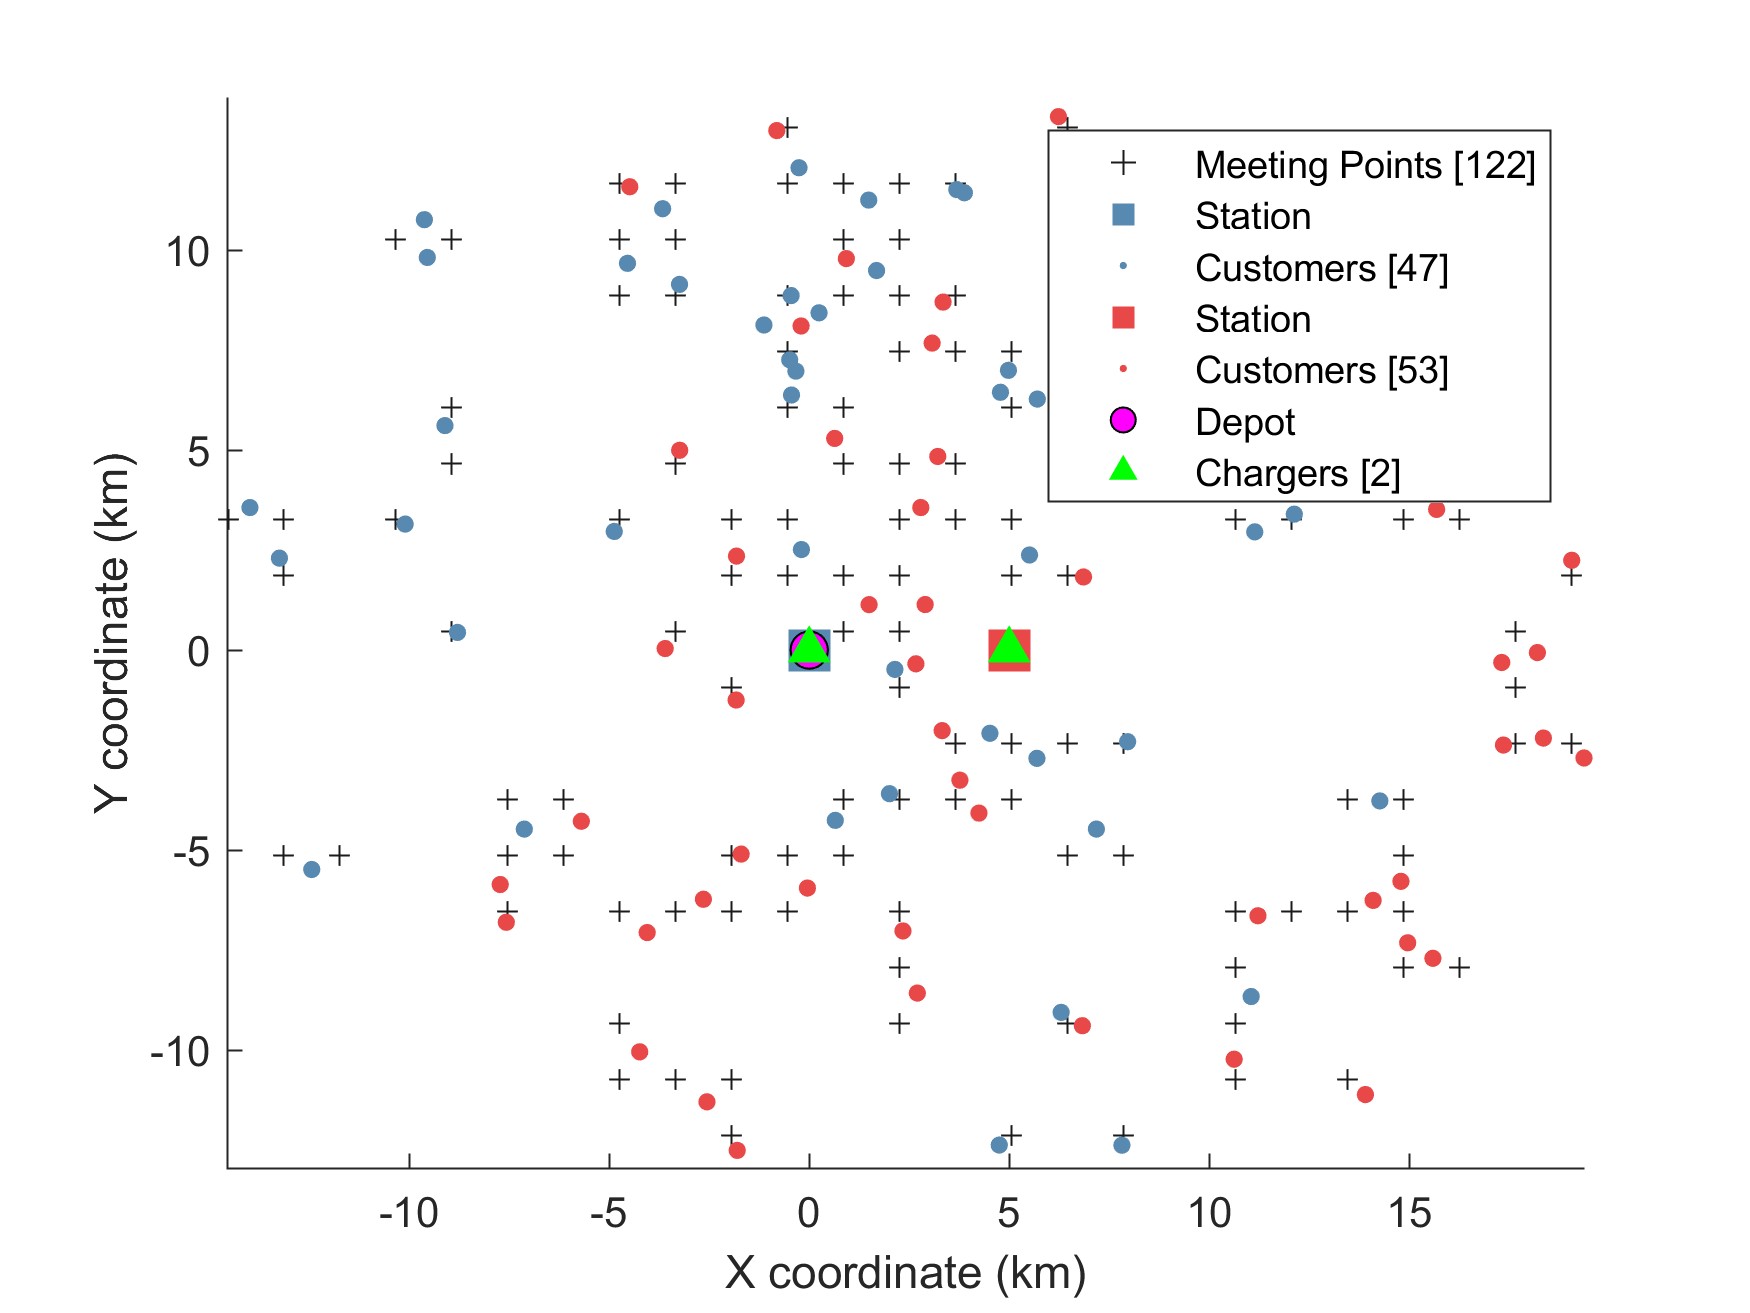 Meeting Points [122]
Station
Customers [47]
Station
Customers [53]
Depot
Chargers [2]
10
5
0
-5
-10
Y coordinate (km)
-10
-5
0
5
10
15
X coordinate (km)